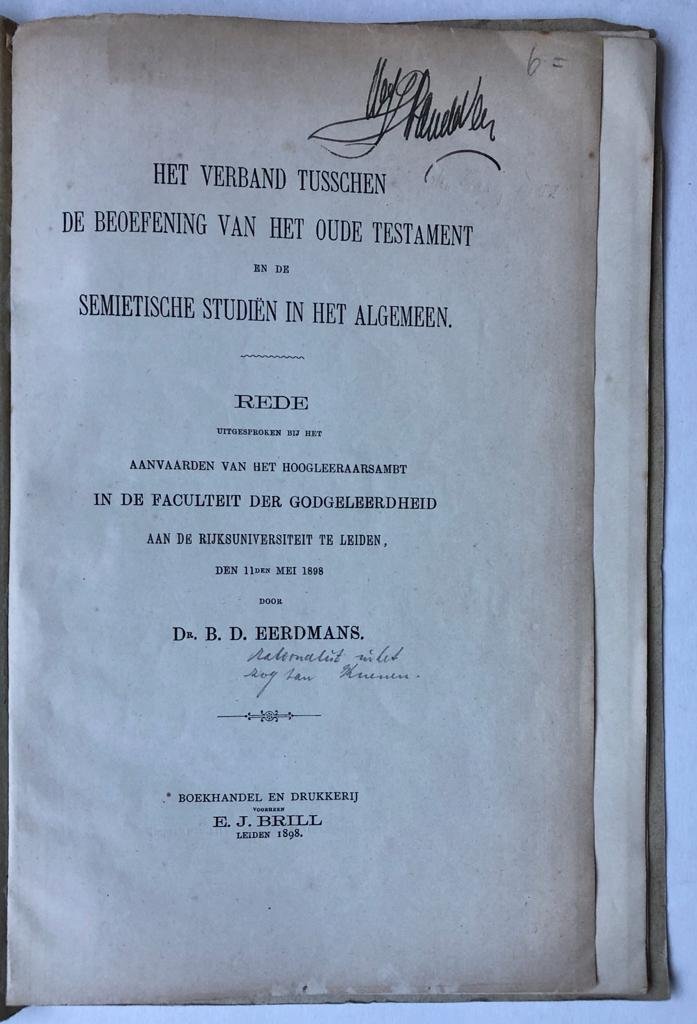 6=
HET VERBAND TUSSCHEN
DE BEOEFENING VAN HET OUDE TESTAMENT
EN DE
SEMIETISCHE STUDIËN IN HET ALGEMEEN.
REDE
UITGESPROKEN BIJ HET
AANVAARDEN VAN HET HOOGLEERAARSAMBT
IN DE FACULTEIT DER GODGELEERDHEID
AAN DE RIJKSUNIVERSITEIT TE LEIDEN,
DEN 11DEN MEI 1898
DOOR
DR. B. D. EERDMANS.
Kuenen.
BOEKHANDEL EN DRUKKERIJ
VOORHEEN
E. J. BRILL
LEIDEN 1898.